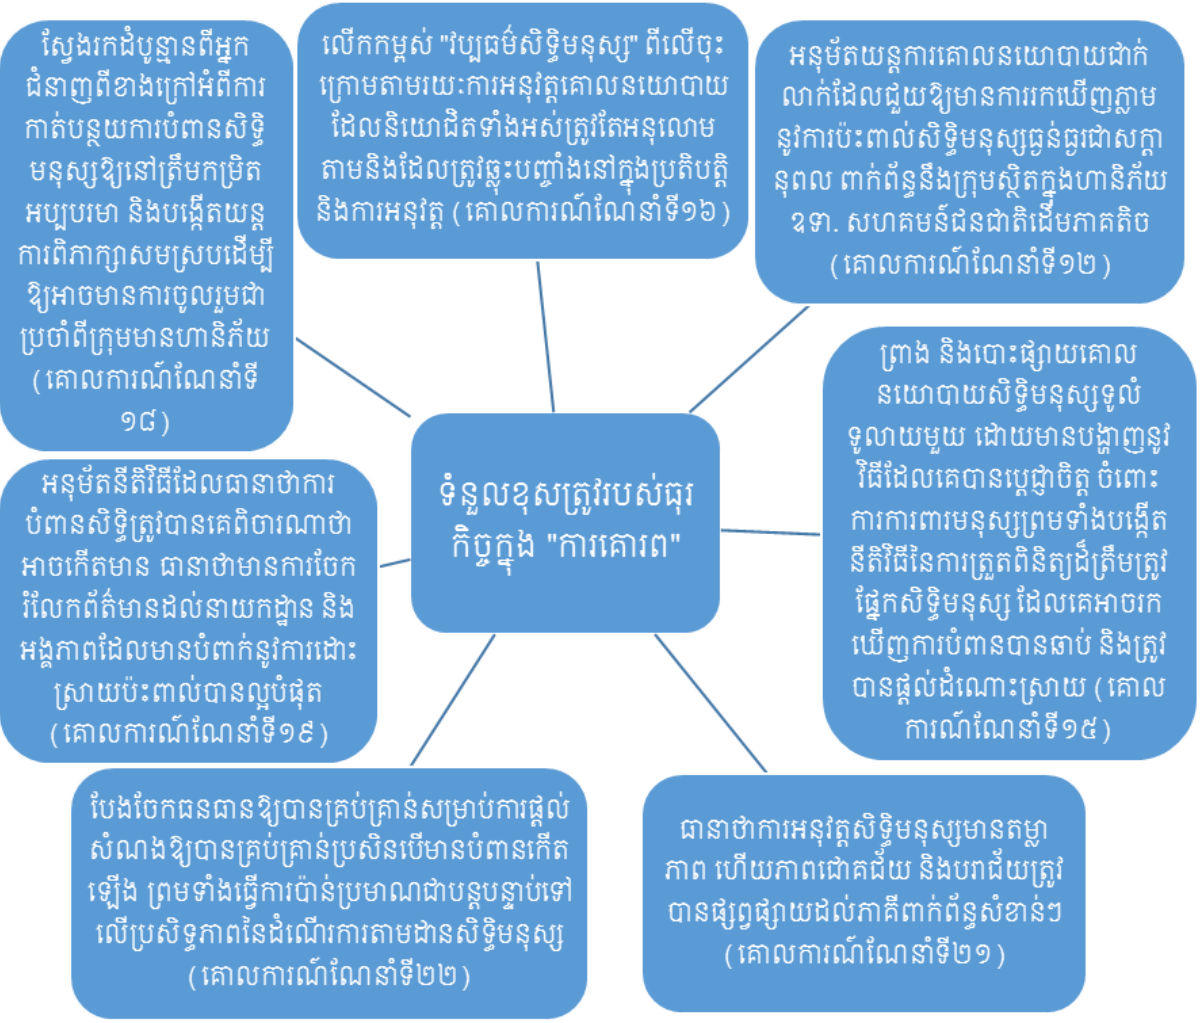 ស្វែងរកដំបូន្មានពីអ្នក
ជំនាញពីខាងក្រៅអំពីការ
កាត់បន្ថយការបំពានសិទ្ធិ
មនុស្សឱ្យនៅត្រឹមកម្រិត
អប្បបរមា និងបង្កើតយន្ត
ការពិភាក្សាសមស្របដើម្បី
ឱ្យអាចមានការចូលរួមជា
ប្រចាំពីក្រុមមានហានិភ័យ
(គោលការណ៍ណែនាំទី
១៨)
លើកកម្ពស់ "វប្បធម៌សិទ្ធិមនុស្ស" ពីលើចុះ
ក្រោមតាមរយៈការអនុវត្តគោលនយោបាយ
ដែលនិយោជិតទាំងអស់ត្រូវតែអនុលោម
តាមនិងដែលត្រូវឆ្លុះបញ្ចាំងនៅក្នុងប្រតិបត្តិ
និងការអនុវត្ត (គោលការណ៍ណែនាំទី១៦)
អនុម័តយន្តការគោលនយោបាយជាក់
លាក់ដែលជួយឱ្យមានការរកឃើញភ្លាម
នូវការប៉ះពាល់សិទ្ធិមនុស្សធ្ងន់ធ្ងរជាសក្តា
នុពល ពាក់ព័ន្ធនឹងក្រុមស្ថិតក្នុងហានិភ័យ
ឧទា. សហគមន៍ជនជាតិដើមភាគតិច
(គោលការណ៍ណែនាំទី១២)
ព្រាង និងបោះផ្សាយគោល
នយោបាយសិទ្ធិមនុស្សទូលំ
ទូលាយមួយ ដោយមានបង្ហាញនូវ
វិធីដែលគេបានប្តេជ្ញាចិត្ត ចំពោះ
ការការពារមនុស្សព្រមទាំងបង្កើត
នីតិវិធីនៃការត្រួតពិនិត្យដ៏ត្រឹមត្រូវ
ផ្នែកសិទ្ធិមនុស្ស ដែលគេអាចរក
ឃើញការបំពានបានឆាប់ និងត្រូវ
បានផ្តល់ដំណោះស្រាយ (គោល
ការណ៍ណែនាំទី១៥)
ទំនួលខុសត្រូវរបស់ធុរ
កិច្ចក្នុង "ការគោរព"
អនុម័តនីតិវិធីដែលធានាថាការ
បំពានសិទ្ធិត្រូវបានគេពិចារណាថា
អាចកើតមាន ធានាថាមានការចែក
រំលែកព័ត៌មានដល់នាយកដ្ឋាន និង
អង្គភាពដែលមានបំពាក់នូវការដោះ
ស្រាយប៉ះពាល់បានល្អបំផុត
(គោលការណ៍ណែនាំទី១៩)
បែងចែកធនធានឱ្យបានគ្រប់គ្រាន់សម្រាប់ការផ្តល់
សំណងឱ្យបានគ្រប់គ្រាន់ប្រសិនបើមានបំពានកើត
ឡើង ព្រមទាំងធ្វើការប៉ាន់ប្រមាណជាបន្តបន្ទាប់ទៅ
លើប្រសិទ្ធភាពនៃដំណើរការតាមដានសិទ្ធិមនុស្ស
(គោលការណ៍ណែនាំទី២២)
ធានាថាការអនុវត្តសិទ្ធិមនុស្សមានតម្លា
ភាព ហើយភាពជោគជ័យ និងបរាជ័យត្រូវ
បានផ្សព្វផ្សាយដល់ភាគីពាក់ព័ន្ធសំខាន់ៗ
(គោលការណ៍ណែនាំទី២១)